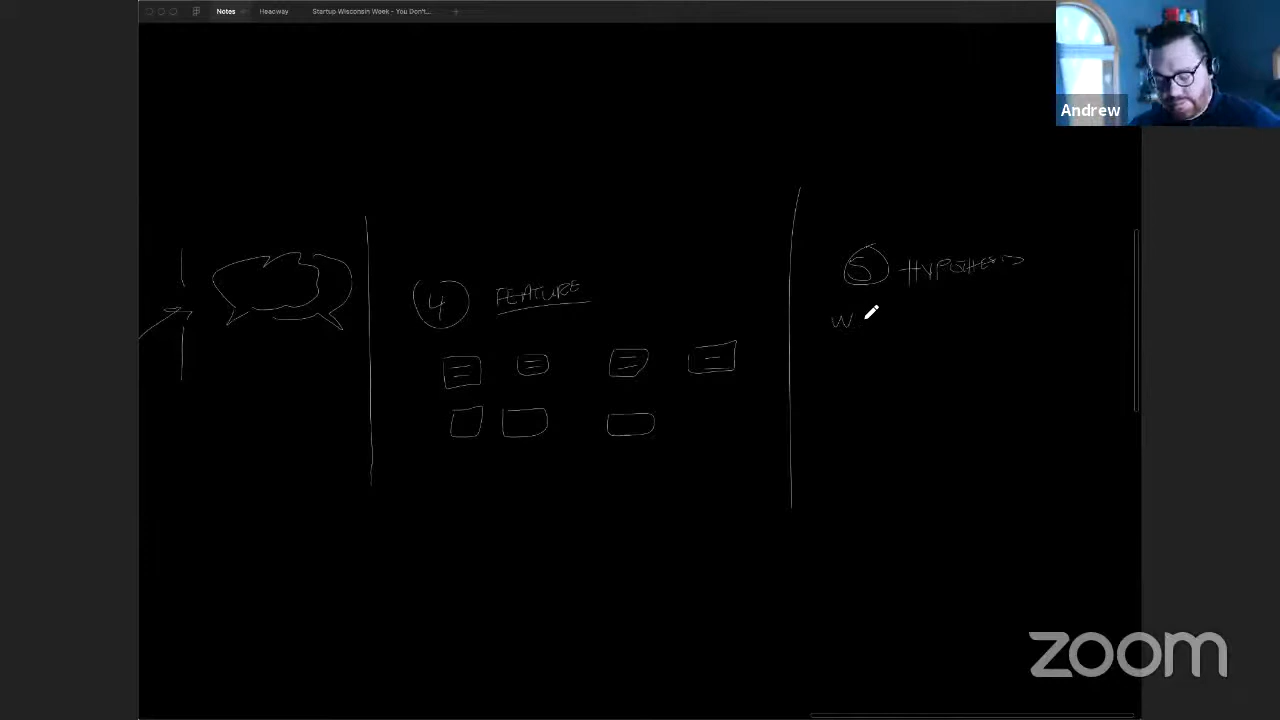 Notes
Headway
Startup Wisconsin Week - You Don't...
Andrew
4 FEATURE
5 HYPOTHESIS
W
zoom